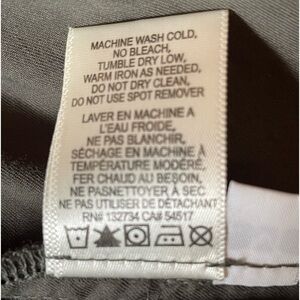 MACHINE WASH COLD,
NO BLEACH,
TUMBLE DRY LOW,
WARM IRON AS NEEDED,
DO NOT DRY CLEAN,
DO NOT USE SPOT REMOVER
LAVER EN MACHINE A
L'EAU FROIDE,
NE PAS BLANCHIR,
SÉCHAGE EN MACHINE À
TEMPÉRATURE MODÉRÉ,
FER CHAUD AU BESOIN,
NE PASNETTOYER À SEC
NE PAS UTILISER DE DÉTACHANT
RN# 132734 CA# 54517